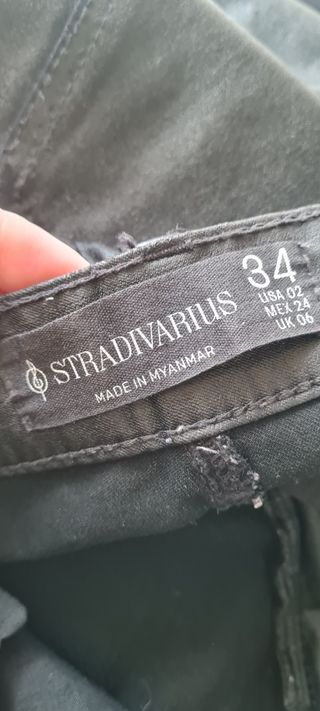 34
USA 02
MEX 24
UK 06
STRADIVARIUS
MADE IN MYANMAR